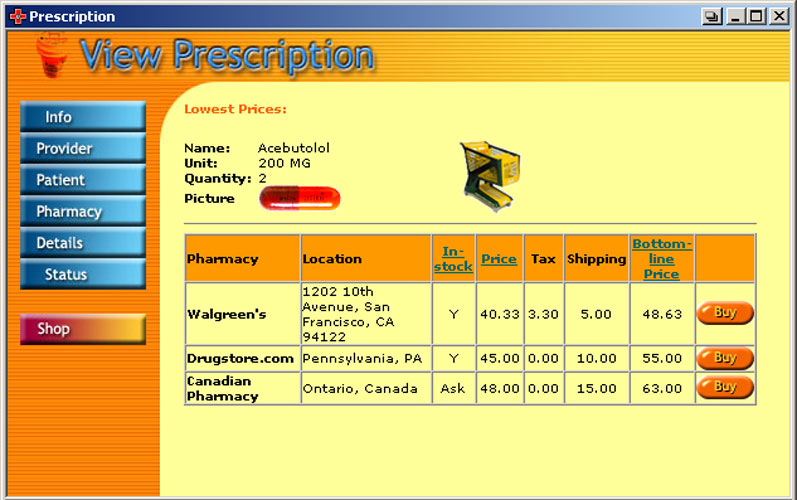 Prescription
View Prescription
Info
Provider
Patient
Pharmacy
Details
Status
Shop
Lowest Prices:
Name: Acebutolol
Unit: 200 MG
Quantity: 2
Picture
Pharmacy Location In-stock Price Tax Shipping Bottom-line Price
Walgreen's 1202 10th Avenue, San Francisco, CA 94122 Y 40.33 3.30 5.00 48.63 Buy
Drugstore.com Pennsylvania, PA Y 45.00 0.00 10.00 55.00 Buy
Canadian Pharmacy Ontario, Canada Ask 48.00 0.00 15.00 63.00 Buy